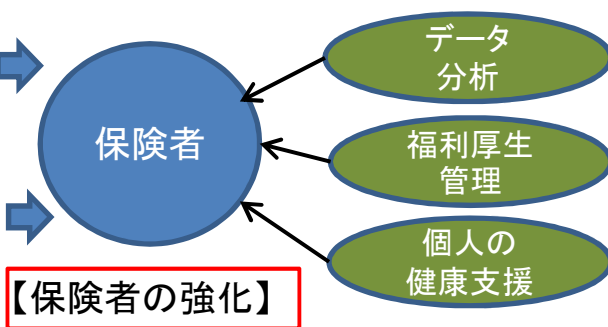 データ
分析
保険者
福利厚生
管理
個人の
健康支援
【保険者の強化】